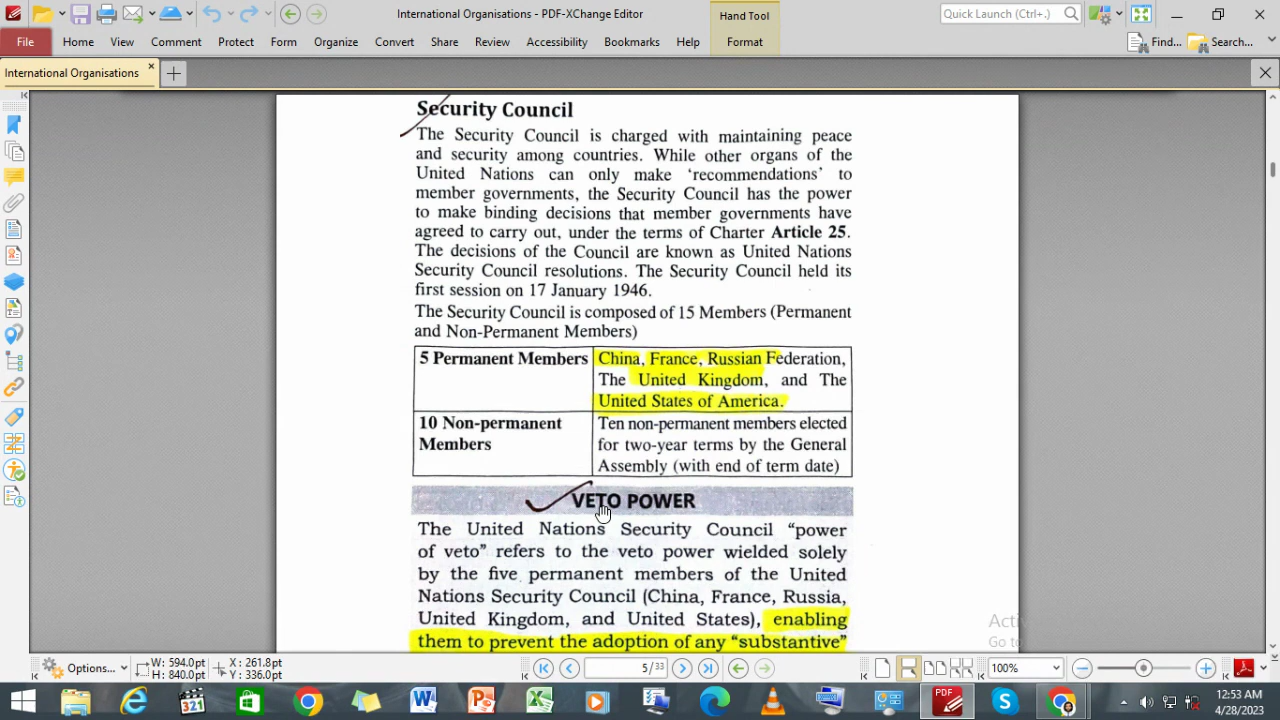 International Organisations - PDF-XChange Editor
Hand Tool
Quick Launch (Ctrl+.)
File
Home
View
Comment
Protect
Form
Organize
Convert
Share
Review
Accessibility
Bookmarks
Help
Format
Find...
Search...
International Organisations
Security Council
The Security Council is charged with maintaining peace
and security among countries. While other organs of the
United Nations can only make ‘recommendations’ to
member governments, the Security Council has the power
to make binding decisions that member governments have
agreed to carry out, under the terms of Charter Article 25.
The decisions of the Council are known as United Nations
Security Council resolutions. The Security Council held its
first session on 17 January 1946.
The Security Council is composed of 15 Members (Permanent
and Non-Permanent Members)
5 Permanent Members
China, France, Russian Federation,
The United Kingdom, and The
United States of America.
10 Non-permanent
Members
Ten non-permanent members elected
for two-year terms by the General
Assembly (with end of term date)
VETO POWER
The United Nations Security Council “power
of veto” refers to the veto power wielded solely
by the five permanent members of the United
Nations Security Council (China, France, Russia,
United Kingdom, and United States), enabling
them to prevent the adoption of any “substantive”
Acti
Go to
Options...
W: 594.0pt
H: 840.0pt
X: 261.8pt
Y: 336.0pt
5 / 33
100%
321
PDF
12:53 AM
4/28/2023